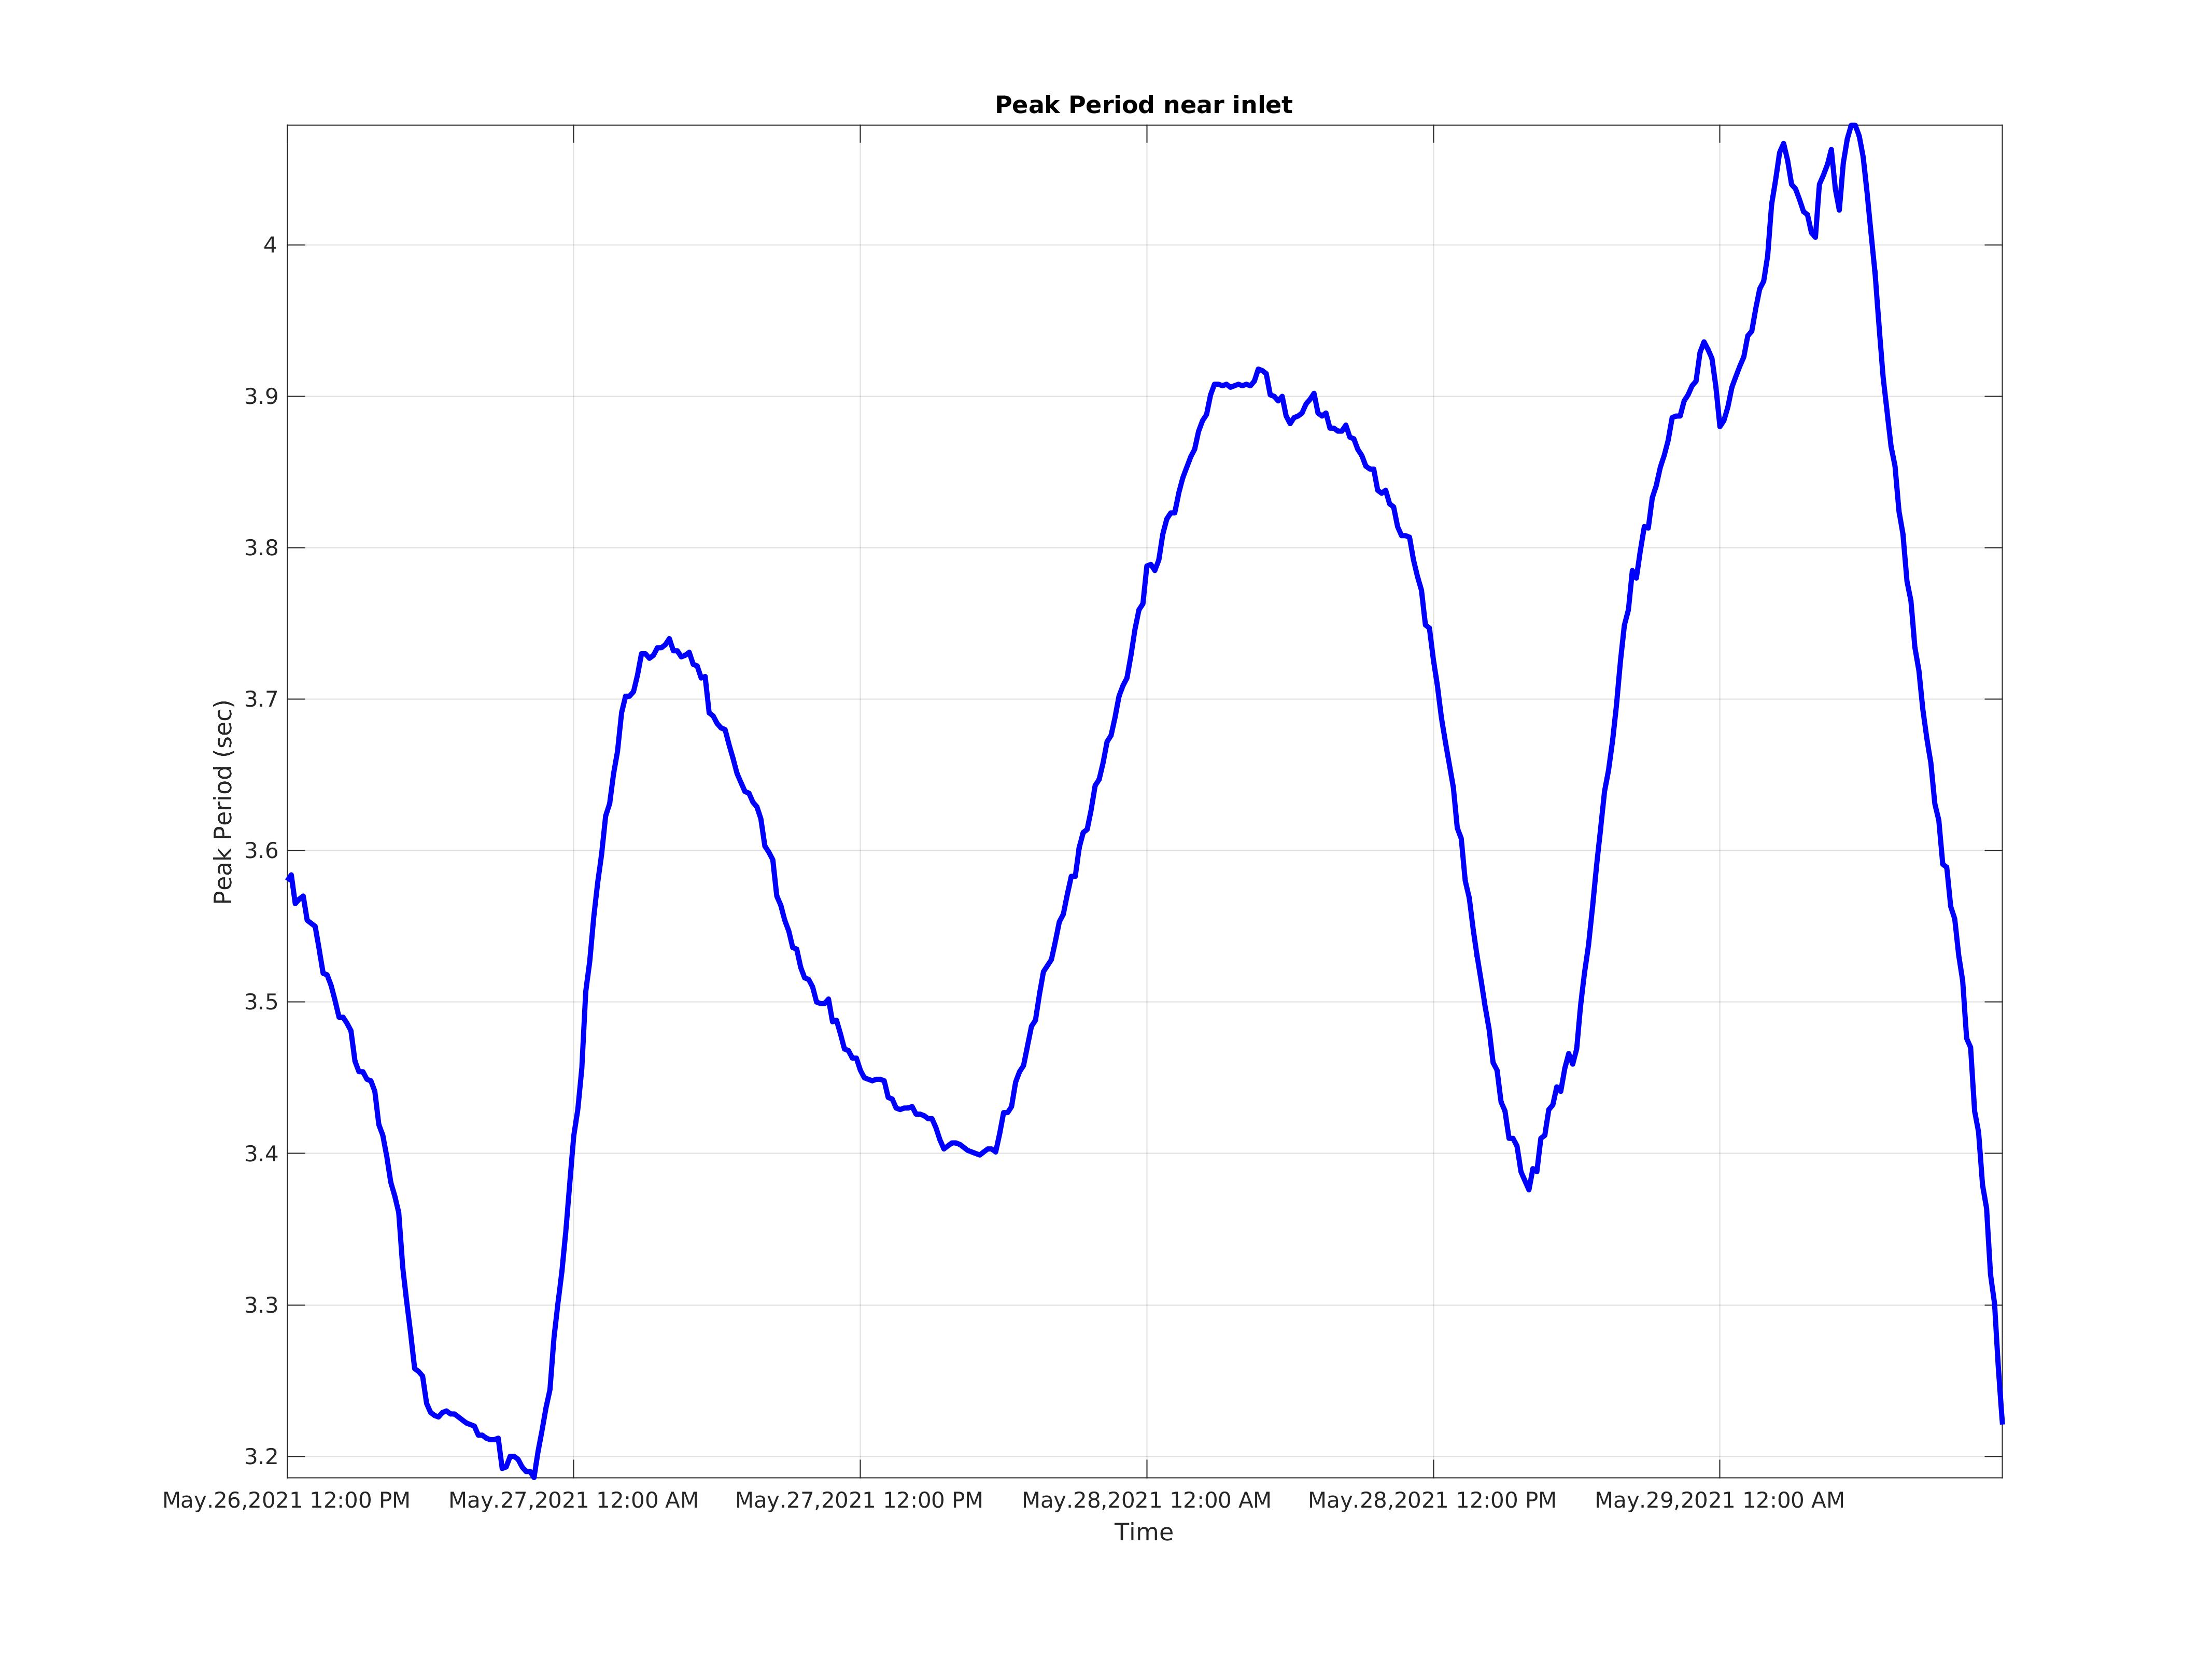 Peak Period near inlet
4
3.9
3.8
3.7
3.6
3.5
3.4
3.3
3.2
Peak Period (sec)
May.26,2021 12:00 PM May.27,2021 12:00 AM May.27,2021 12:00 PM May.28,2021 12:00 AM May.28,2021 12:00 PM May.29,2021 12:00 AM
Time